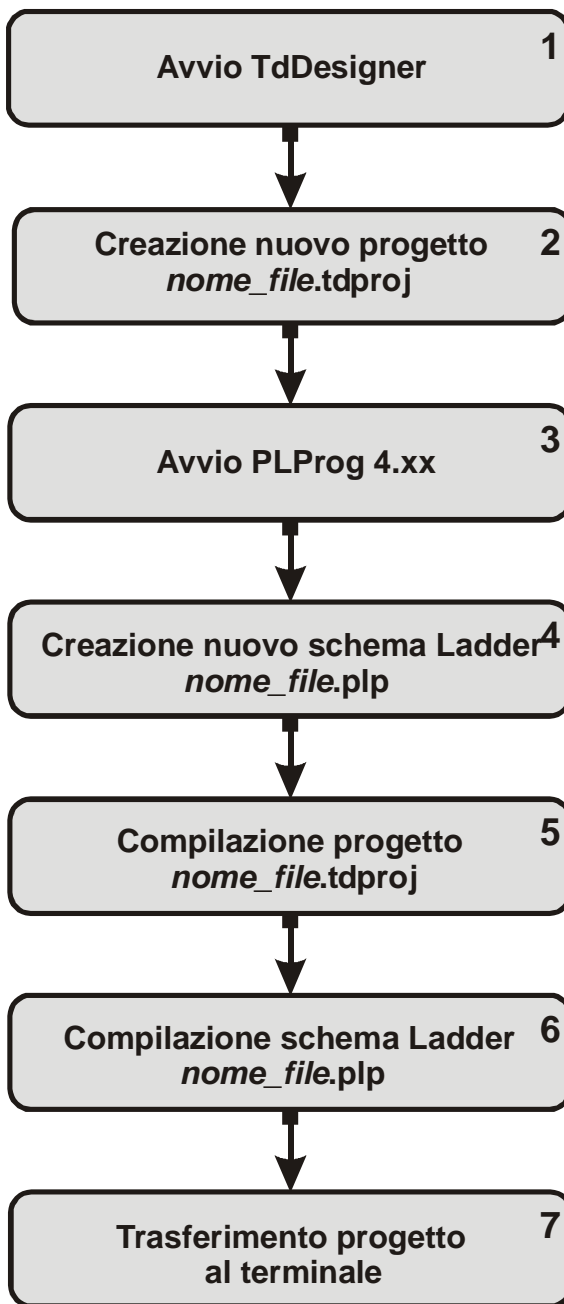 1
Avvio TdDesigner
2
Creazione nuovo progetto
nome_file.tdproj
3
Avvio PLProg 4.xx
4
Creazione nuovo schema Ladder
nome_file.plp
5
Compilazione progetto
nome_file.tdproj
6
Compilazione schema Ladder
nome_file.plp
7
Trasferimento progetto
al terminale